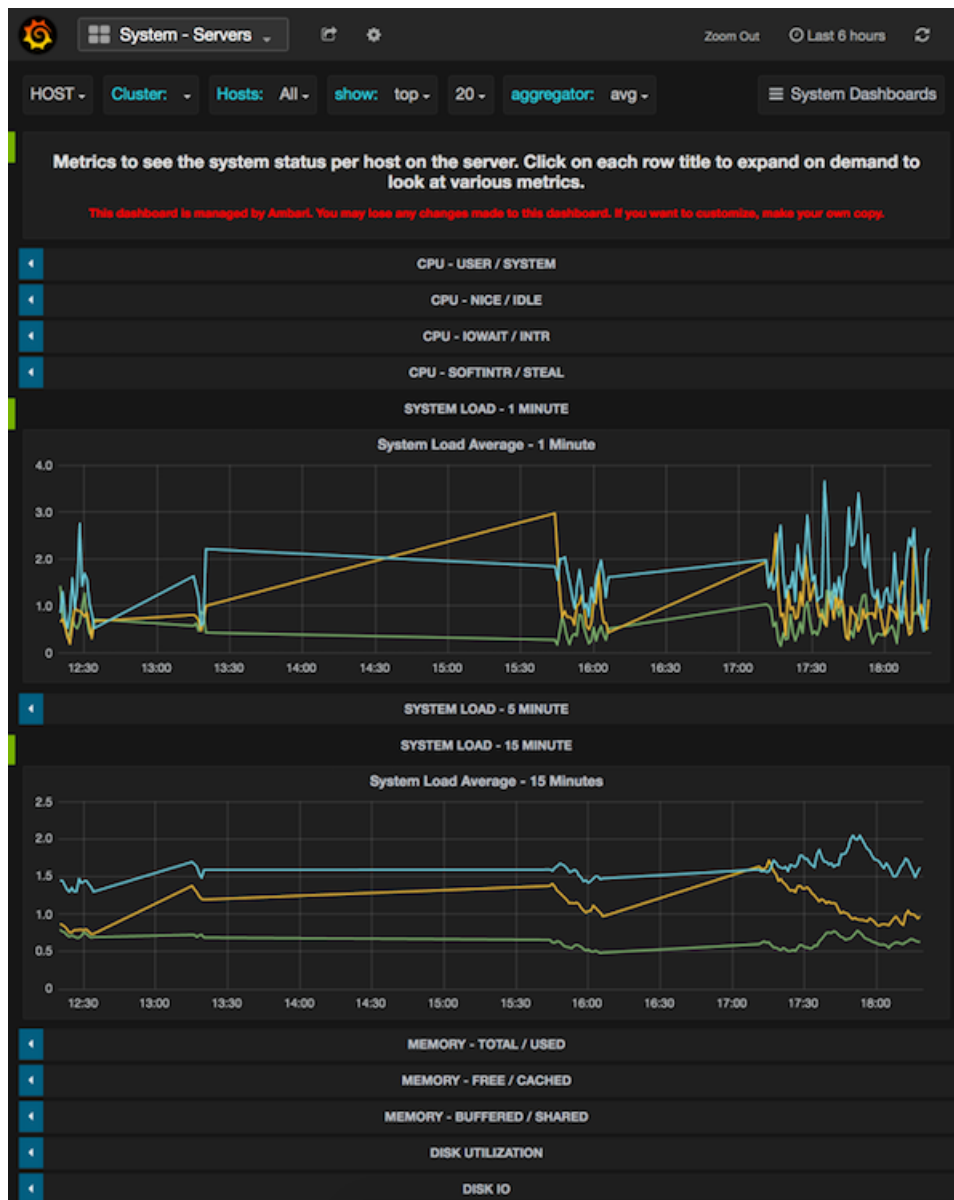 System - Servers
Zoom Out
Last 6 hours
HOST
Cluster:
Hosts: All
show: top
20
aggregator: avg
System Dashboards
Metrics to see the system status per host on the server. Click on each row title to expand on demand to
look at various metrics.
This dashboard is managed by Ambari. You may lose any changes made to this dashboard. If you want to customize, make your own copy.
CPU - USER / SYSTEM
CPU - NICE / IDLE
CPU - IOWAIT / INTR
CPU - SOFTINTR / STEAL
SYSTEM LOAD - 1 MINUTE
System Load Average - 1 Minute
4.0
3.0
2.0
1.0
0
12:30 13:00 13:30 14:00 14:30 15:00 15:30 16:00 16:30 17:00 17:30 18:00
SYSTEM LOAD - 5 MINUTE
SYSTEM LOAD - 15 MINUTE
System Load Average - 15 Minutes
2.5
2.0
1.5
1.0
0.5
0
12:30 13:00 13:30 14:00 14:30 15:00 15:30 16:00 16:30 17:00 17:30 18:00
MEMORY - TOTAL / USED
MEMORY - FREE / CACHED
MEMORY - BUFFERED / SHARED
DISK UTILIZATION
DISK IO